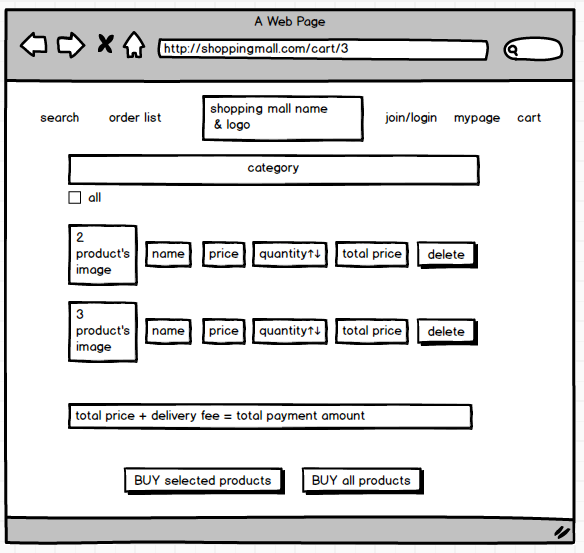 A Web Page
http://shoppingmall.com/cart/3
search order list shopping mall name join/login mypage cart
& logo
category
all
2
product's
image
name price quantity↑↓ total price delete
3
product's
image
name price quantity↑↓ total price delete
total price + delivery fee = total payment amount
BUY selected products BUY all products